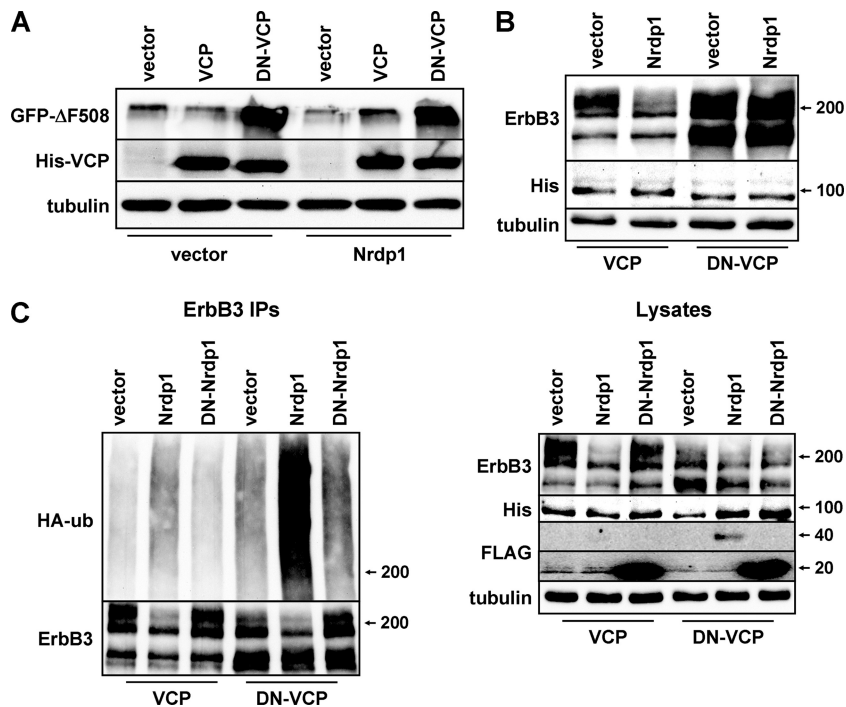 A
vector
VCP
DN-VCP
vector
VCP
DN-VCP
GFP-ΔF508
His-VCP
tubulin
vector
Nrdp1
B
vector
Nrdp1
vector
Nrdp1
ErbB3
← 200
His
← 100
tubulin
VCP
DN-VCP
C
ErbB3 IPs
vector
Nrdp1
DN-Nrdp1
vector
Nrdp1
DN-Nrdp1
HA-ub
← 200
ErbB3
← 200
VCP
DN-VCP
Lysates
vector
Nrdp1
DN-Nrdp1
vector
Nrdp1
DN-Nrdp1
ErbB3
← 200
His
← 100
FLAG
← 40
← 20
tubulin
VCP
DN-VCP